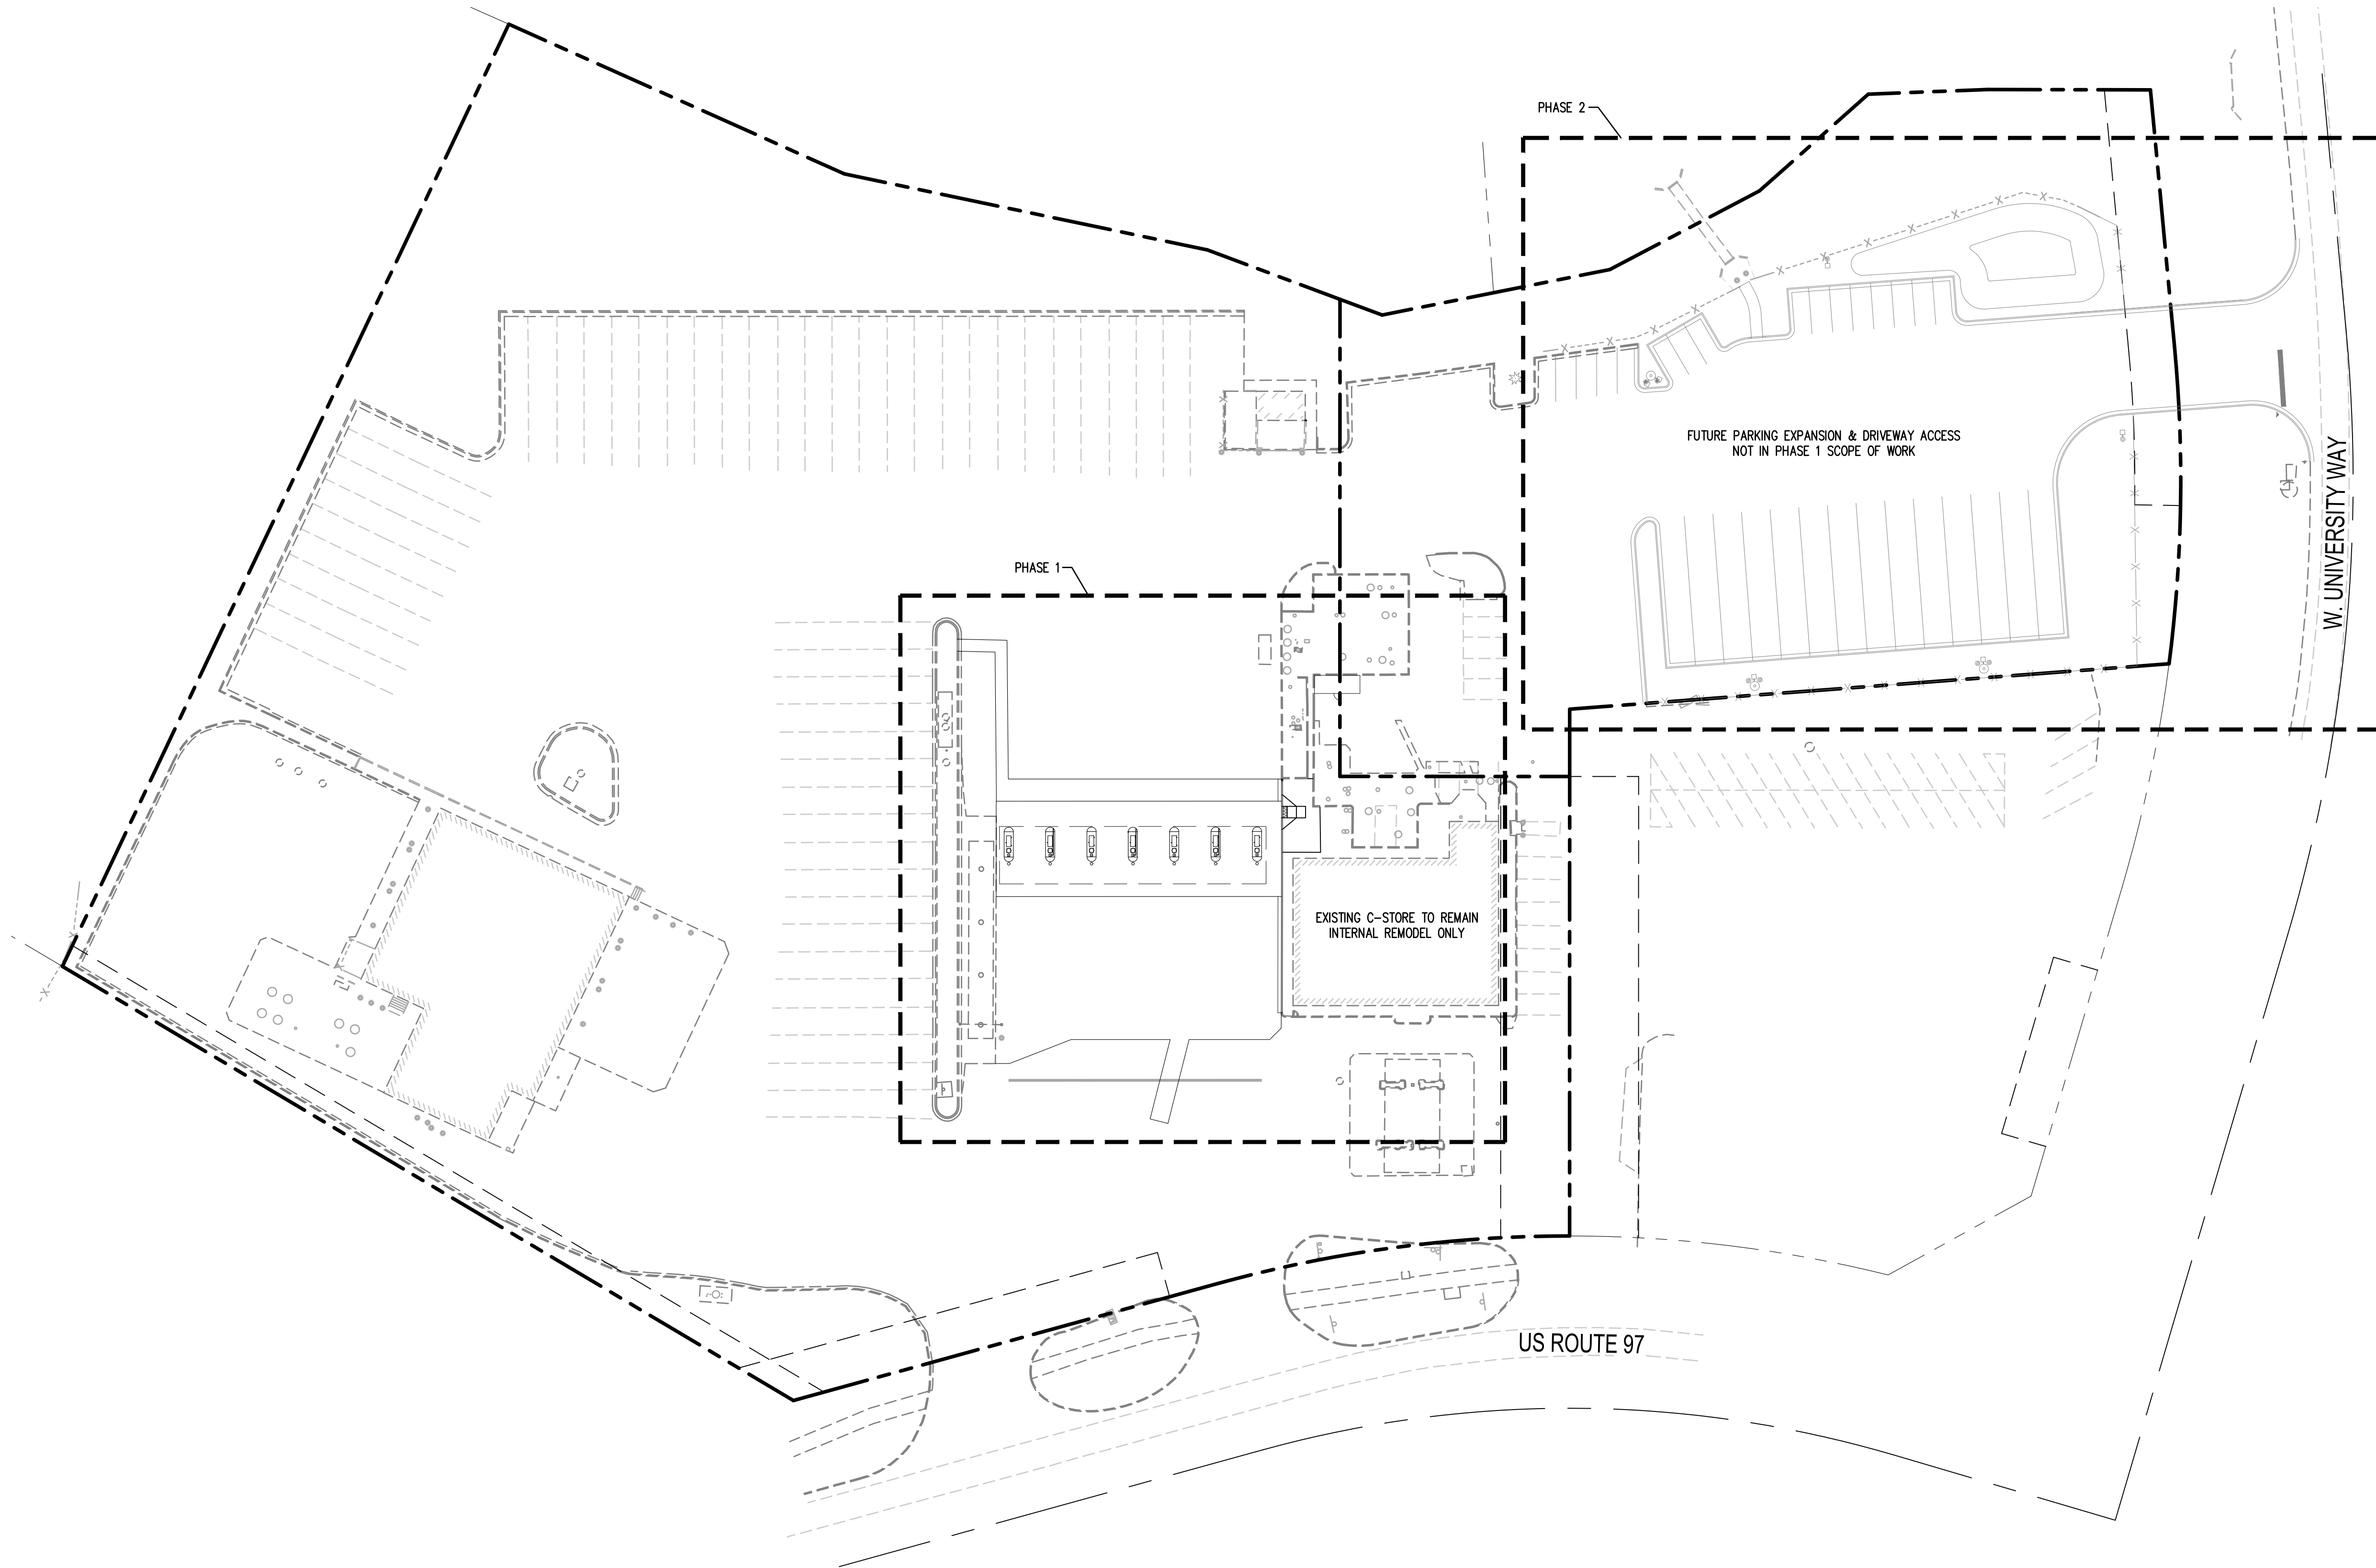 PHASE 2
FUTURE PARKING EXPANSION & DRIVEWAY ACCESS
NOT IN PHASE 1 SCOPE OF WORK
W. UNIVERSITY WAY
PHASE 1
EXISTING C-STORE TO REMAIN
INTERNAL REMODEL ONLY
US ROUTE 97